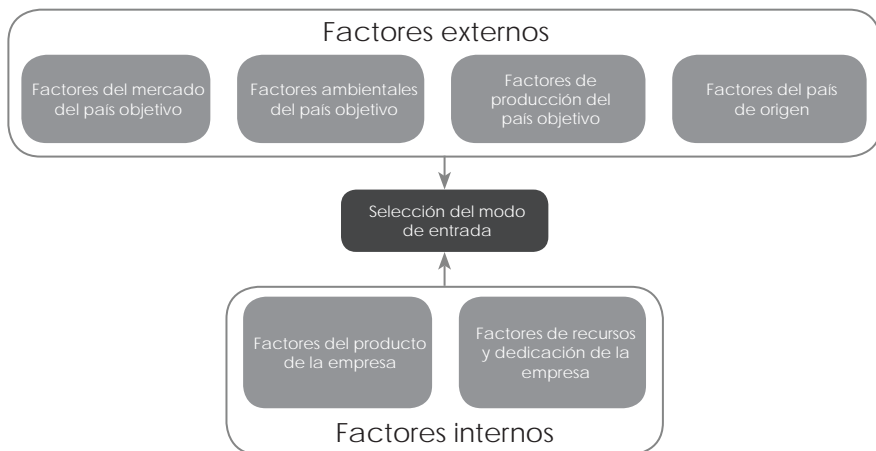 Factores externos
Factores del mercado
del país objetivo
Factores ambientales
del país objetivo
Factores de
producción del
país objetivo
Factores del país
de origen
Selección del modo
de entrada
Factores del producto
de la empresa
Factores de recursos
y dedicación de la
empresa
Factores internos